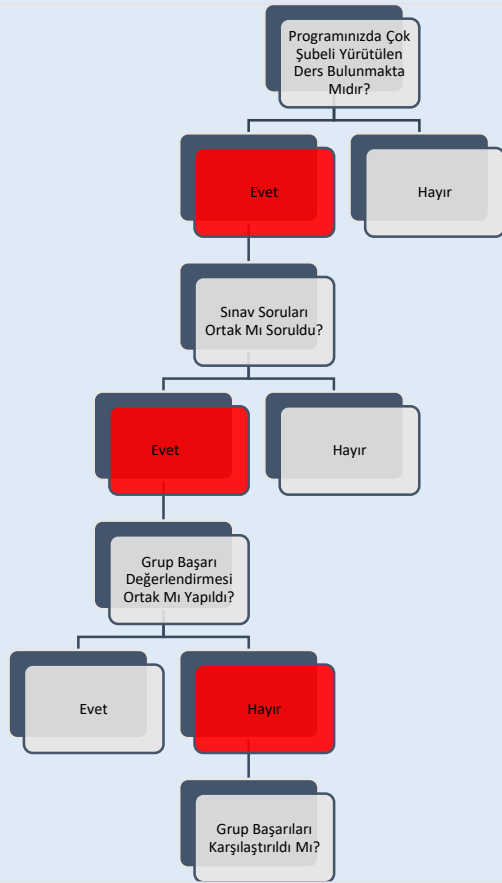 Programınızda Çok
Şubeli Yürütülen
Ders Bulunmakta
Mıdır?
Evet
Hayır
Sınav Soruları
Ortak Mı Soruldu?
Evet
Hayır
Grup Başarı
Değerlendirmesi
Ortak Mı Yapıldı?
Evet
Hayır
Grup Başarıları
Karşılaştırıldı Mı?